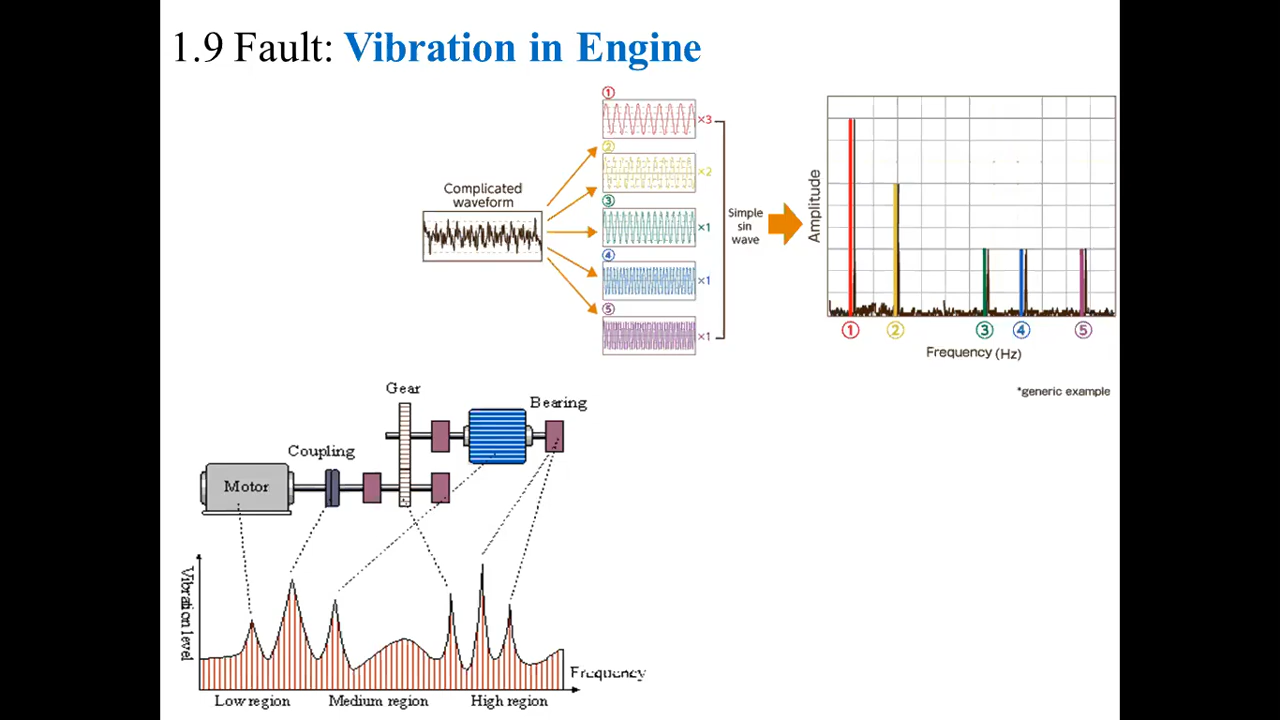 1.9 Fault: Vibration in Engine
Complicated
waveform
①
×3
②
×2
③
×1
④
×1
⑤
×1
Simple
sin
wave
Amplitude
① ② ③ ④ ⑤
Frequency (Hz)
*generic example
Gear
Bearing
Coupling
Motor
Vibration level
Frequency
Low region Medium region High region